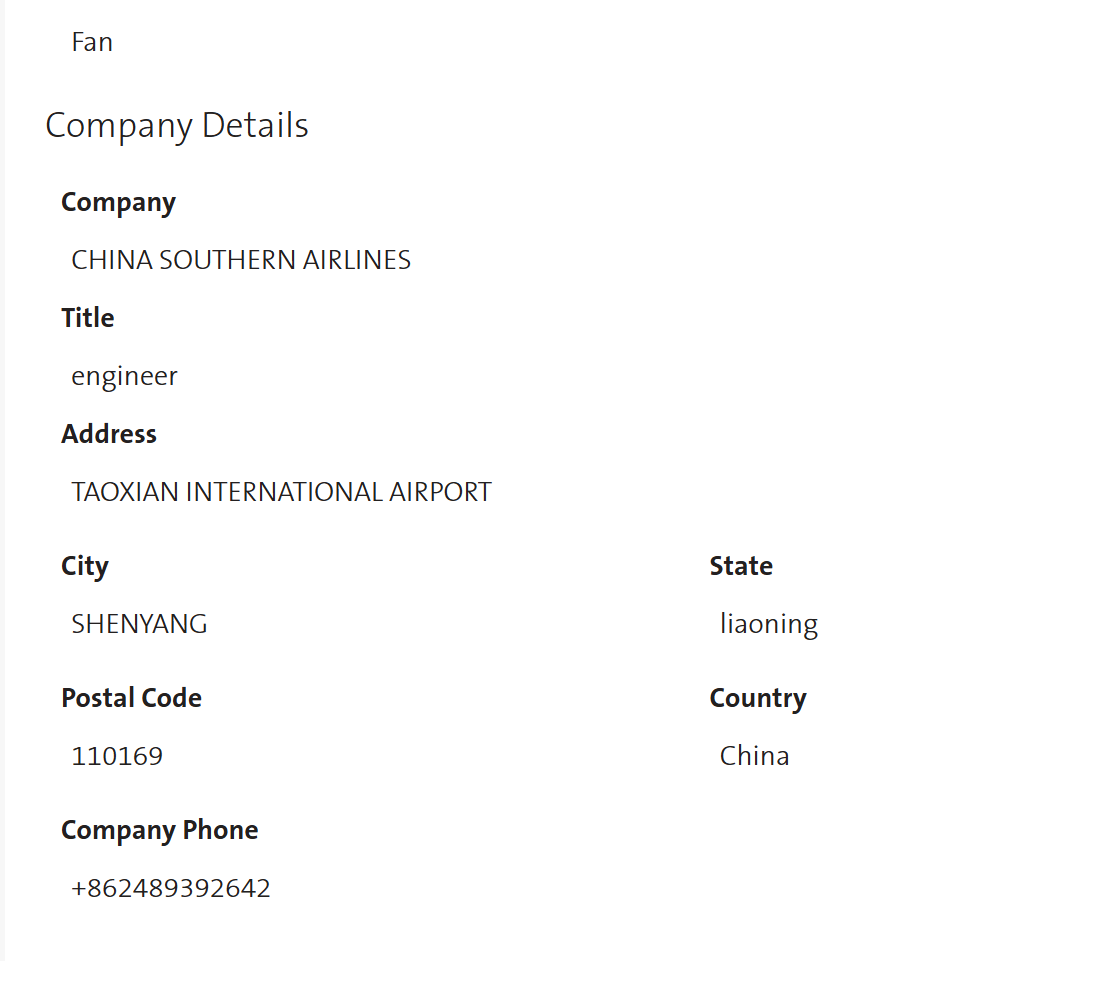 Fan
Company Details
Company
CHINA SOUTHERN AIRLINES
Title
engineer
Address
TAOXIAN INTERNATIONAL AIRPORT
City
SHENYANG
State
liaoning
Postal Code
110169
Country
China
Company Phone
+862489392642